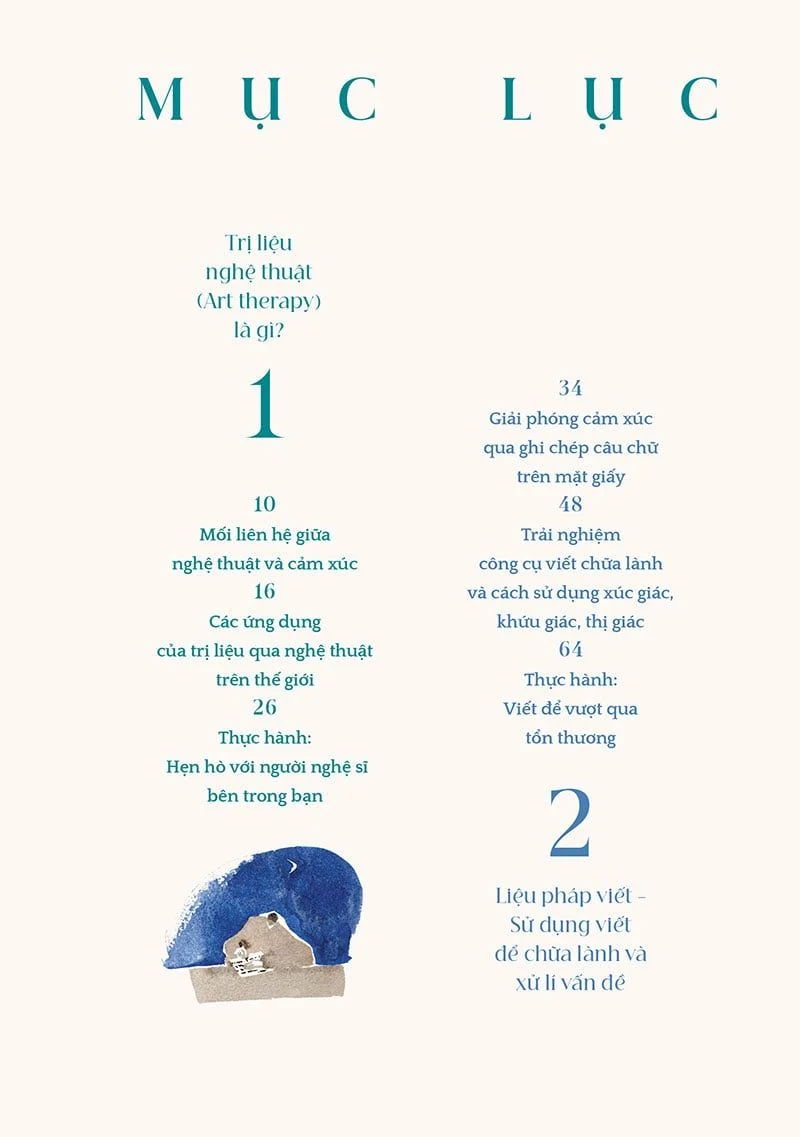 MỤC LỤC
Trị liệu
nghệ thuật
(Art therapy)
là gì?
1
10
Mối liên hệ giữa
nghệ thuật và cảm xúc
16
Các ứng dụng
của trị liệu qua nghệ thuật
trên thế giới
26
Thực hành:
Hẹn hò với người nghệ sĩ
bên trong bạn
34
Giải phóng cảm xúc
qua ghi chép câu chữ
trên mặt giấy
48
Trải nghiệm
công cụ viết chữa lành
và cách sử dụng xúc giác,
khứu giác, thị giác
64
Thực hành:
Viết để vượt qua
tổn thương
2
Liệu pháp viết -
Sử dụng viết
để chữa lành và
xử lí vấn đề